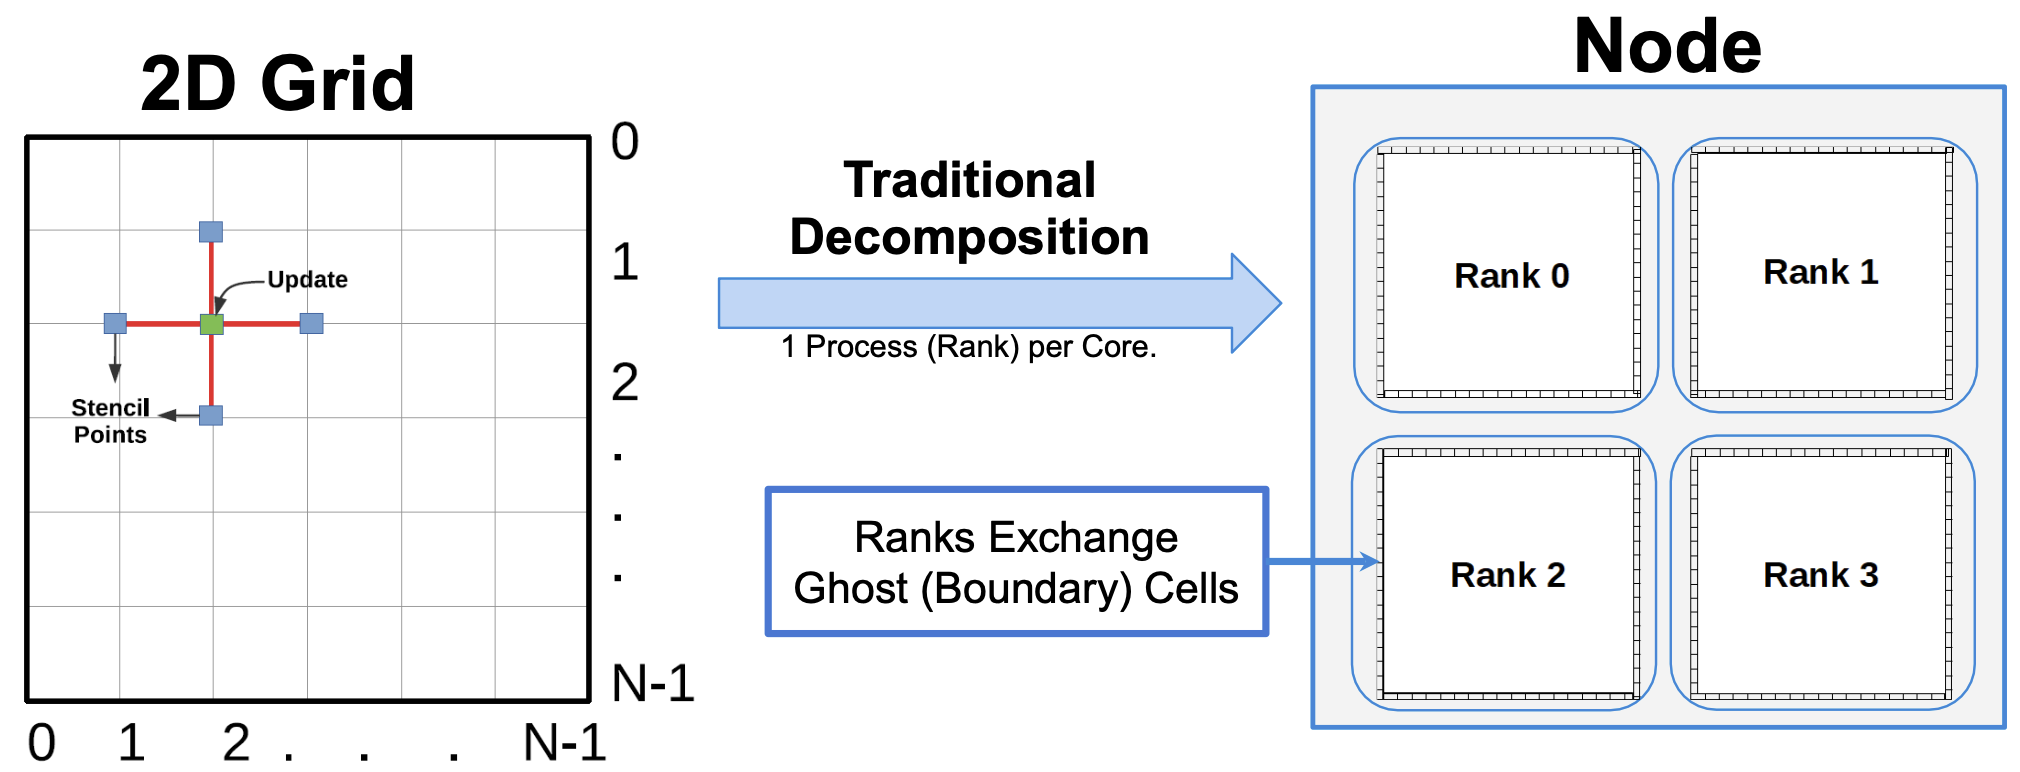 2D Grid
Update
Stencil
Points
0
1
2
.
.
.
N-1
0 1 2 . . . N-1
Traditional
Decomposition
1 Process (Rank) per Core.
Ranks Exchange
Ghost (Boundary) Cells
Node
Rank 0
Rank 1
Rank 2
Rank 3